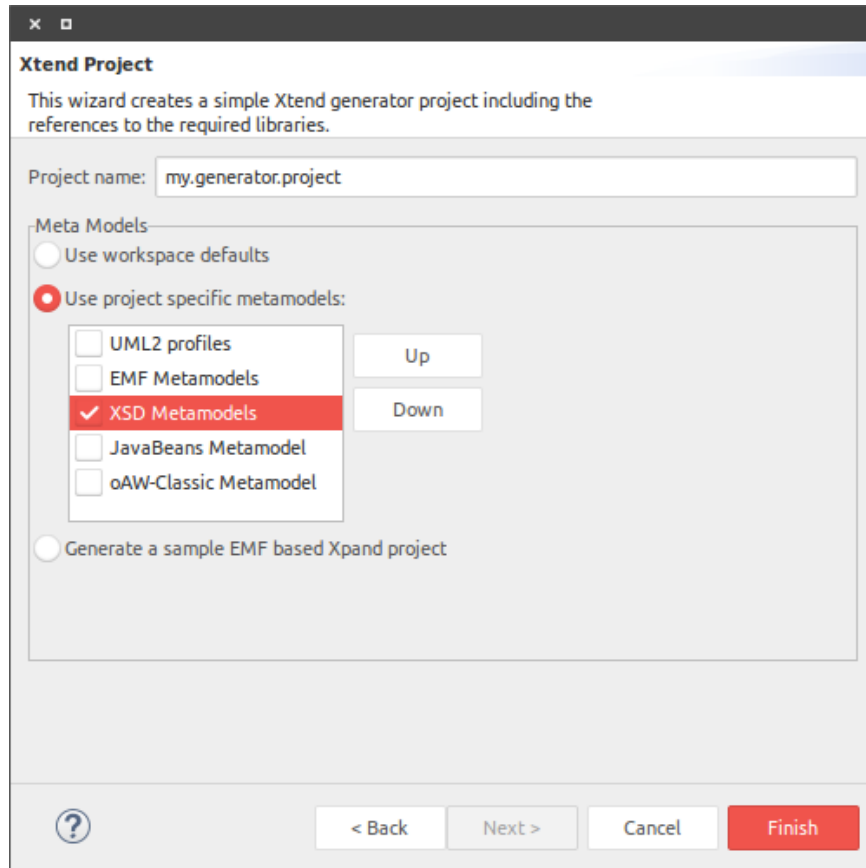 Xtend Project
This wizard creates a simple Xtend generator project including the
references to the required libraries.
Project name: my.generator.project
Meta Models
Use workspace defaults
Use project specific metamodels:
UML2 profiles
EMF Metamodels
XSD Metamodels
JavaBeans Metamodel
oAW-Classic Metamodel
Up
Down
Generate a sample EMF based Xpand project
? < Back Next > Cancel Finish